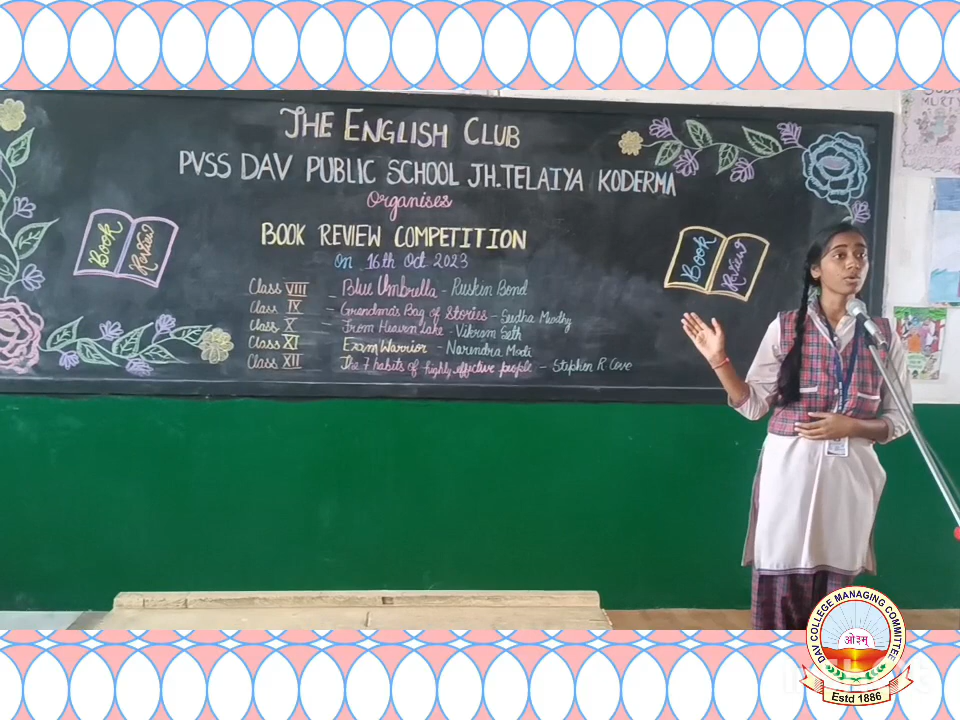 THE ENGLISH CLUB
PVSS DAV PUBLIC SCHOOL JH.TELAIYA KODERMA
Organises
BOOK REVIEW COMPETITION
On 16th Oct 2023
Class VIII - Blue Umbrella - Ruskin Bond
Class IX - Grandma's Bag of Stories - Sudha Murthy
Class X - From Heaven Lake - Vikram Seth
Class XI - Exam Warrior - Narendra Modi
Class XII - The 7 habits of highly effective people - Stephen R Cove
Book
Review
Book
Review
MURTY
DAV COLLEGE MANAGING COMMITTEE
ओ३म्
Estd 1886